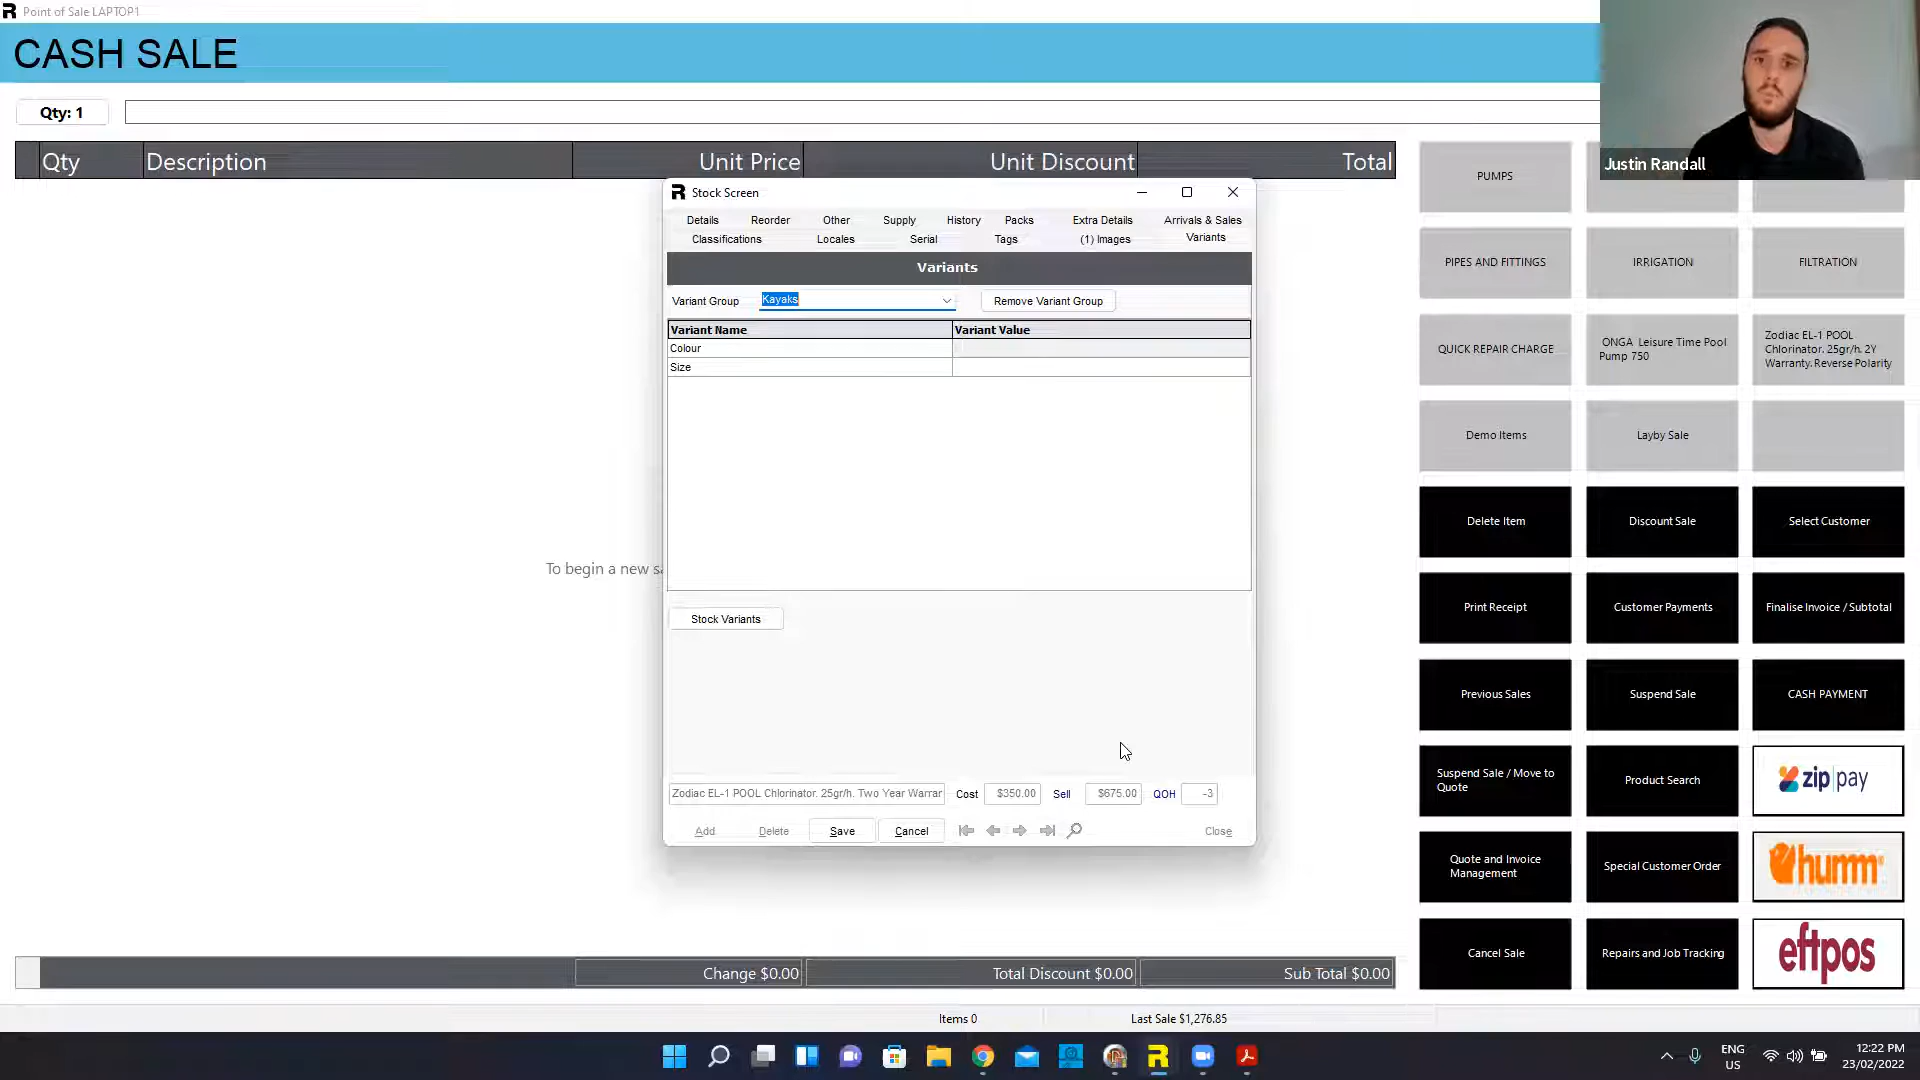 Point of Sale LAPTOP1
CASH SALE
Qty: 1
Qty
Description
Unit Price
Unit Discount
Total
Justin Randall
Stock Screen
Details
Reorder
Other
Supply
History
Packs
Extra Details
Arrivals & Sales
Classifications
Locales
Serial
Tags
(1) Images
Variants
Variants
Variant Group
Kayaks
Remove Variant Group
Variant Name
Variant Value
Colour
Size
To begin a new
Stock Variants
Zodiac EL-1 POOL Chlorinator. 25gr/h. Two Year Warrar
Cost
$350.00
Sell
$675.00
QOH
-3
Add
Delete
Save
Cancel
Close
PUMPS
PIPES AND FITTINGS
IRRIGATION
FILTRATION
QUICK REPAIR CHARGE
ONGA Leisure Time Pool
Pump 750
Zodiac EL-1 POOL
Chlorinator. 25gr/h. 2Y
Warranty. Reverse Polarity
Demo Items
Layby Sale
Delete Item
Discount Sale
Select Customer
Print Receipt
Customer Payments
Finalise Invoice / Subtotal
Previous Sales
Suspend Sale
CASH PAYMENT
Suspend Sale / Move to
Quote
Product Search
zip pay
Quote and Invoice
Management
Special Customer Order
humm
Cancel Sale
Repairs and Job Tracking
eftpos
Change $0.00
Total Discount $0.00
Sub Total $0.00
Items 0
Last Sale $1,276.85
ENG
US
12:22 PM
23/02/2022